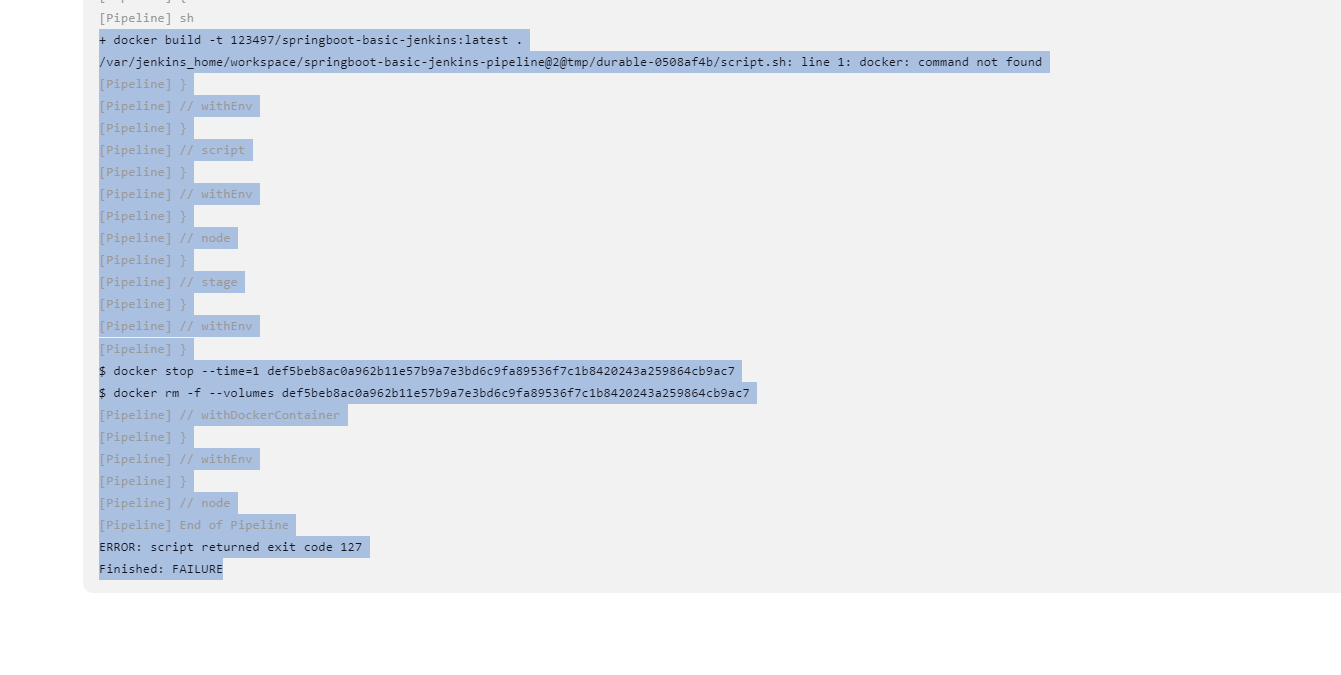 [Pipeline] {
[Pipeline] sh
+ docker build -t 123497/springboot-basic-jenkins:latest .
/var/jenkins_home/workspace/springboot-basic-jenkins-pipeline@2@tmp/durable-0508af4b/script.sh: line 1: docker: command not found
[Pipeline] }
[Pipeline] // withEnv
[Pipeline] }
[Pipeline] // script
[Pipeline] }
[Pipeline] // withEnv
[Pipeline] }
[Pipeline] // node
[Pipeline] }
[Pipeline] // stage
[Pipeline] }
[Pipeline] // withEnv
[Pipeline] }
$ docker stop --time=1 def5beb8ac0a962b11e57b9a7e3bd6c9fa89536f7c1b8420243a259864cb9ac7
$ docker rm -f --volumes def5beb8ac0a962b11e57b9a7e3bd6c9fa89536f7c1b8420243a259864cb9ac7
[Pipeline] // withDockerContainer
[Pipeline] }
[Pipeline] // withEnv
[Pipeline] }
[Pipeline] // node
[Pipeline] End of Pipeline
ERROR: script returned exit code 127
Finished: FAILURE